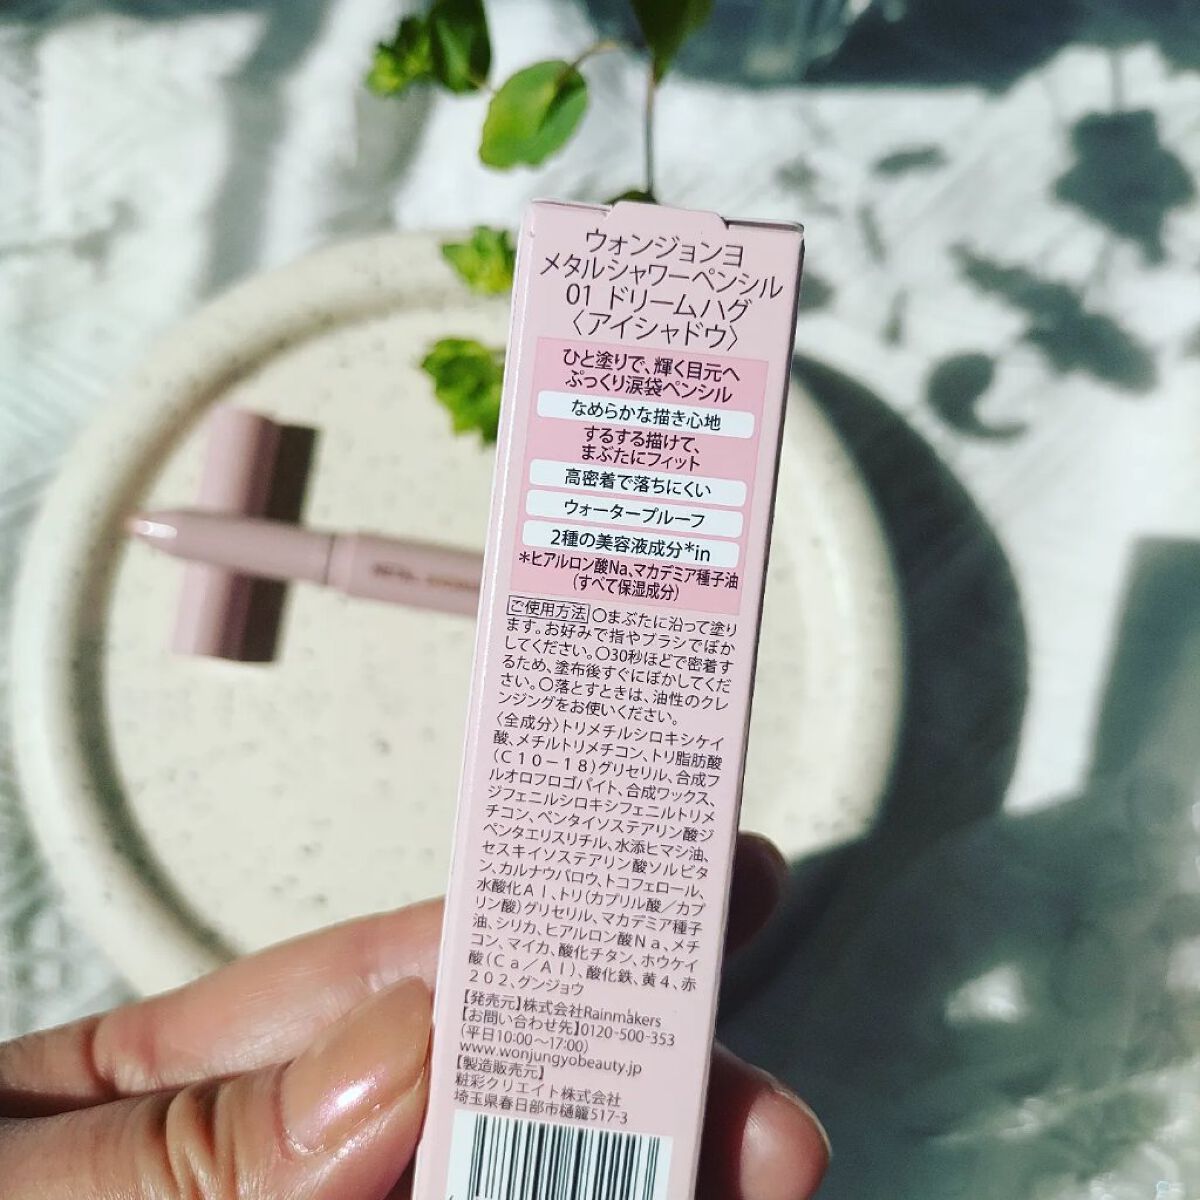 ウォンジョンヨ
メタルシャワーペンシル
01 ドリームハグ
〈アイシャドウ〉
ひと塗りで、輝く目元へ
ぷっくり涙袋ペンシル
なめらかな描き心地
するする描けて、
まぶたにフィット
高密着で落ちにくい
ウォータープルーフ
2種の美容液成分*in
*ヒアルロン酸Na、マカデミア種子油
(すべて保湿成分)
ご使用方法 〇まぶたに沿って塗り
ます。お好みで指やブラシでぼか
してください。〇30秒ほどで密着す
るため、塗布後すぐにぼかしてくだ
さい。〇落とすときは、油性のクレ
ンジングをお使いください。
〈全成分〉トリメチルシロキシケイ
酸、メチルトリメチコン、トリ脂肪酸
(C10-18)グリセリル、合成フ
ルオロフロゴパイト、合成ワックス、
ジフェニルシロキシフェニルトリメ
チコン、ペンタイソステアリン酸ジ
ペンタエリスリチル、水添ヒマシ油、
セスキイソステアリン酸ソルビタ
ン、カルナウバロウ、トコフェロール、
水酸化Al、トリ(カプリル酸/カプ
リン酸)グリセリル、マカデミア種子
油、シリカ、ヒアルロン酸Na、メチ
コン、マイカ、酸化チタン、ホウケイ
酸(Ca/Al)、酸化鉄、黄4、赤
202、グンジョウ
【発売元】株式会社Rainmakers
【お問い合わせ先】0120-500-353
(平日10:00〜17:00)
www.wonjungyobeauty.jp
【製造販売元】
粧彩クリエイト株式会社
埼玉県春日部市樋籠517-3